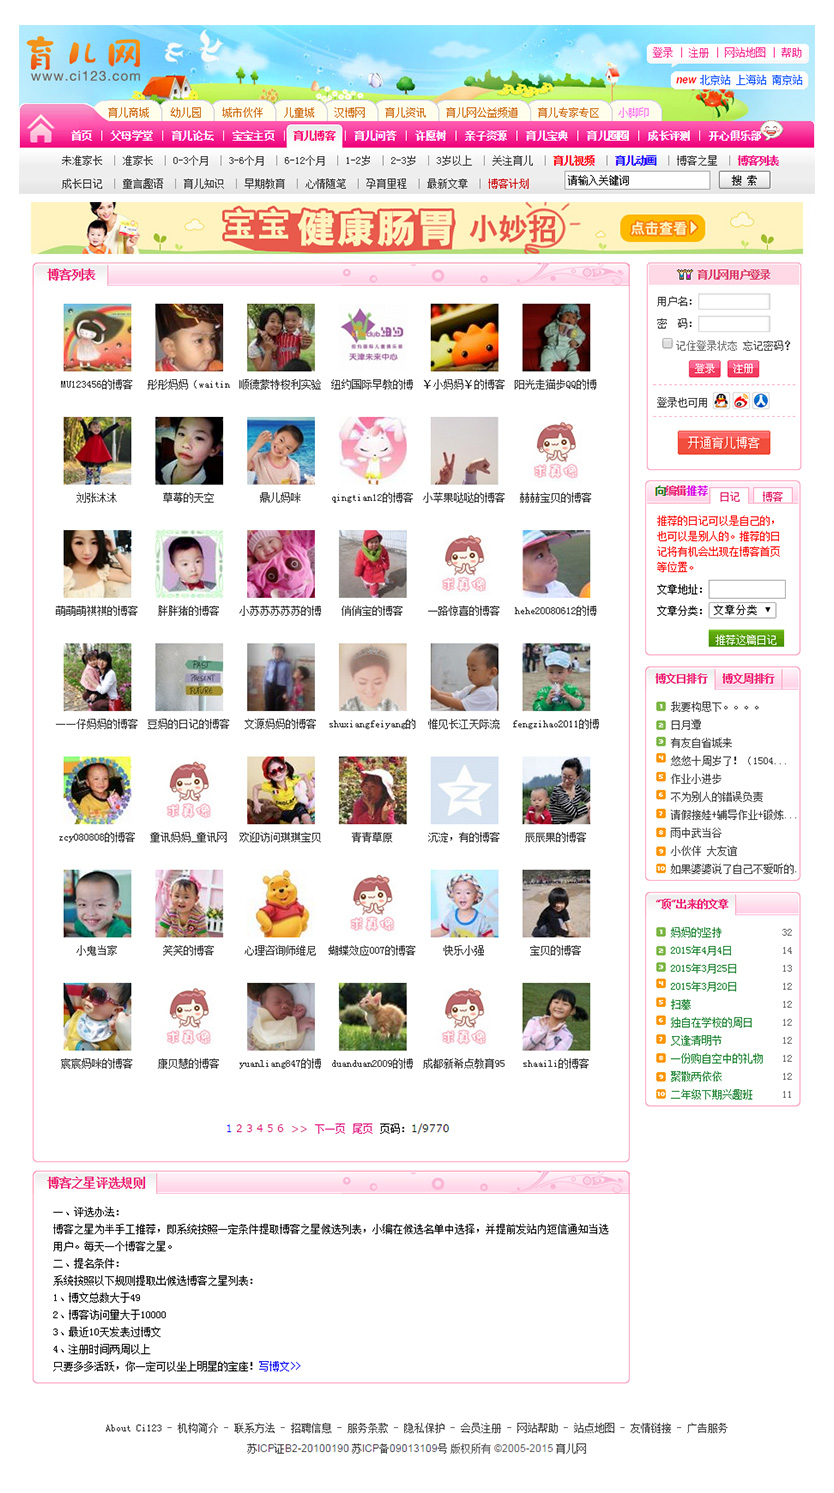 育儿网
www.ci123.com
登录 | 注册 | 网站地图 | 帮助
new 北京站 上海站 南京站
育儿商城 幼儿园 城市伙伴 儿童城 汉博网 育儿资讯 育儿网公益频道 育儿专家专区 小脚印
首页 | 父母学堂 | 育儿论坛 | 宝宝主页 | 育儿博客 | 育儿问答 | 许愿树 | 亲子资源 | 育儿宝典 | 育儿圈圈 | 成长评测 | 开心俱乐部
未准家长 | 准家长 | 0-3个月 | 3-6个月 | 6-12个月 | 1-2岁 | 2-3岁 | 3岁以上 | 关注育儿 | 育儿视频 | 育儿动画 | 博客之星 | 博客列表
成长日记 | 童言趣语 | 育儿知识 | 早期教育 | 心情随笔 | 孕育里程 | 最新文章 | 博客计划 请输入关键词 搜 索
宝宝健康肠胃小妙招 点击查看
博客列表
MU123456的博客 彤彤妈妈（waitin 顺德蒙特梭利实验 纽约国际早教的博 ￥小妈妈￥的博客 阳光走猫步QQ的博
刘张沐沐 草莓的天空 鼎儿妈咪 qingtian12的博客 小苹果哒哒的博客 赫赫宝贝的博客
萌萌萌祺祺的博客 胖胖猪的博客 小苏苏苏苏苏的博 俏俏宝的博客 一路惊喜的博客 hehe20080612的博
一一仔妈妈的博客 豆妈的日记的博客 文源妈妈的博客 shuxiangfeiyang的 惟见长江天际流 fengzihao2011的博
zcy080808的博客 童讯妈妈_童讯网 欢迎访问琪琪宝贝 青青草原 沉淀，有的博客 辰辰果的博客
小鬼当家 笑笑的博客 心理咨询师维尼 蝴蝶效应007的博客 快乐小强 宝贝的博客
宸宸妈咪的博客 康贝慧的博客 yuanliang847的博 duanduan2009的博 成都新希点教育95 shaaili的博客
1 2 3 4 5 6 >> 下一页 尾页 页码：1/9770
博客之星评选规则
一、评选办法：
博客之星为半手工推荐，即系统按照一定条件提取博客之星候选列表，小编在候选名单中选择，并提前发站内短信通知当选
用户。每天一个博客之星。
二、提名条件：
系统按照以下规则提取出候选博客之星列表：
1、博文总数大于49
2、博客访问量大于10000
3、最近10天发表过博文
4、注册时间两周以上
只要多多活跃，你一定可以坐上明星的宝座！写博文>>
育儿网用户登录
用户名：
密 码：
记住登录状态 忘记密码？
登录 注册
登录也可用
开通育儿博客
向编辑推荐 日记 博客
推荐的日记可以是自己的，
也可以是别人的。推荐的日
记将有机会出现在博客首页
等位置。
文章地址：
文章分类： 文章分类
推荐这篇日记
博文日排行 博文周排行
1 我要构思下。。。。
2 日月潭
3 有友自省城来
4 悠悠十周岁了！（1504...
5 作业小进步
6 不为别人的错误负责
7 请假接娃+辅导作业+锻炼...
8 雨中武当谷
9 小伙伴 大友谊
10 如果婆婆说了自己不爱听的.
“顶”出来的文章
1 妈妈的坚持 32
2 2015年4月4日 14
3 2015年3月25日 13
4 2015年3月20日 12
5 扫墓 12
6 独自在学校的周日 12
7 又逢清明节 12
8 一份购自空中的礼物 12
9 聚散两依依 12
10 二年级下期兴趣班 11
About Ci123 - 机构简介 - 联系方法 - 招聘信息 - 服务条款 - 隐私保护 - 会员注册 - 网站帮助 - 站点地图 - 友情链接 - 广告服务
苏ICP证B2-20100190 苏ICP备09013109号 版权所有 ©2005-2015 育儿网